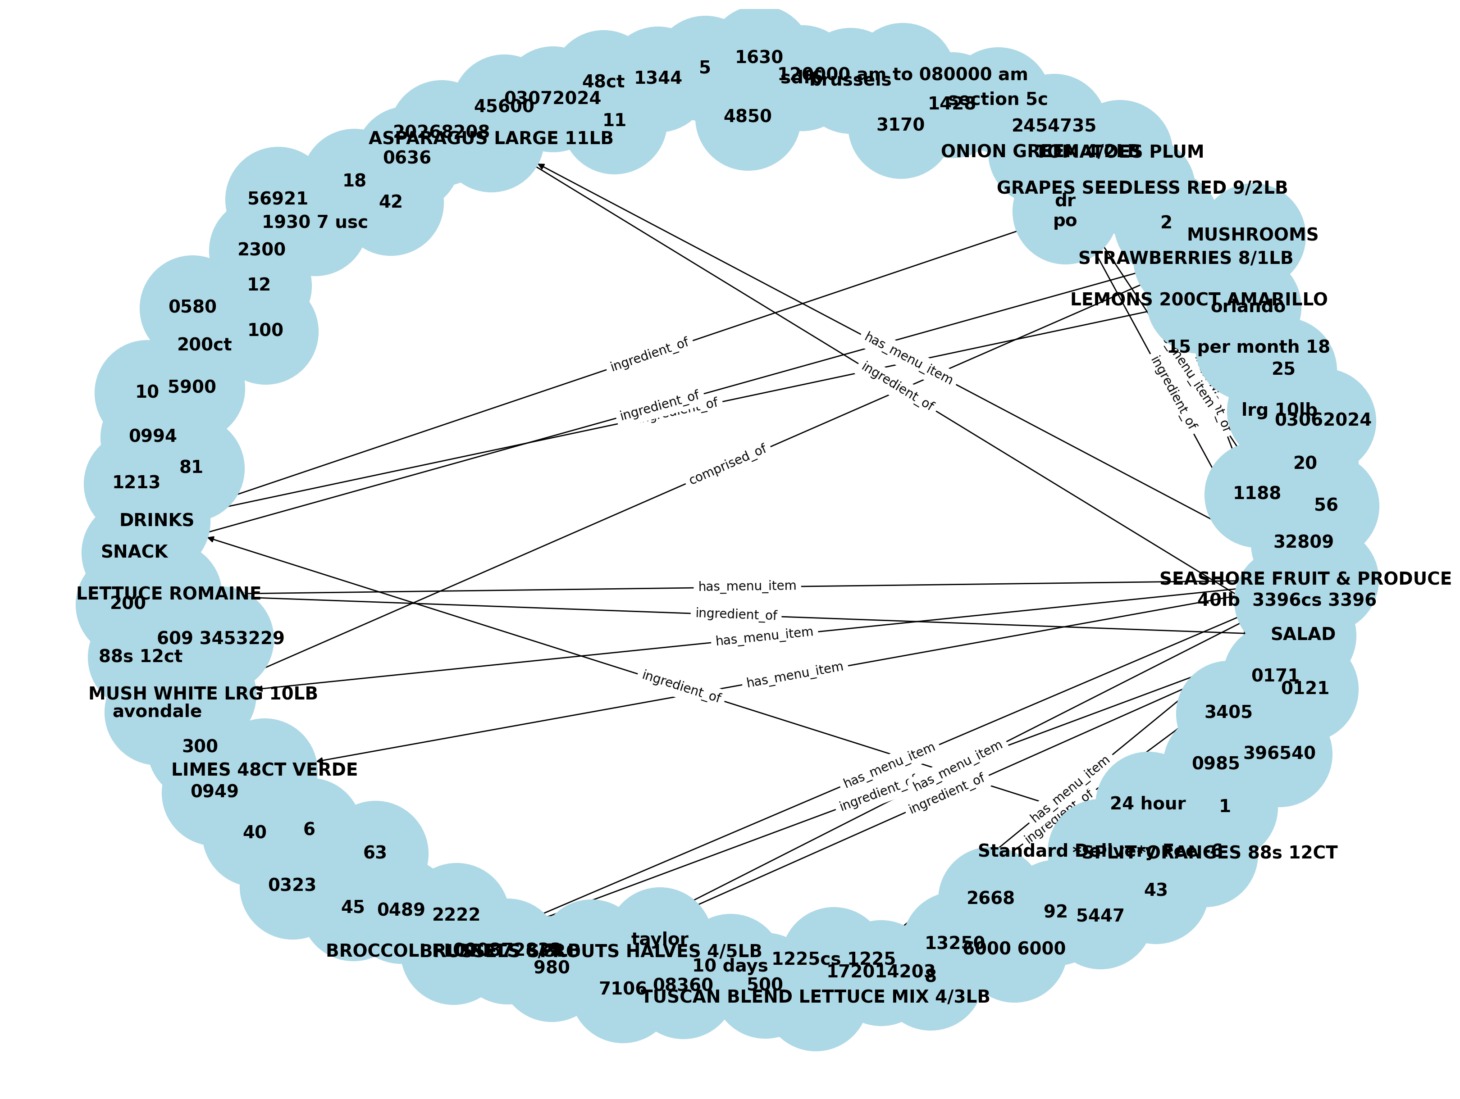 1630
5
120000 am to 080000 am
brussels
48ct
1344
03072024
45600
section 5c
1428
11
4850
3170
2454735
20268208
ASPARAGUS LARGE 11LB
0636
ONION GREEN 4/2LB
TOMATOES PLUM
18
GRAPES SEEDLESS RED 9/2LB
56921
42
dr
po
1930 7 usc
2
MUSHROOMS
2300
STRAWBERRIES 8/1LB
12
LEMONS 200CT AMARILLO
orlando
0580
100
200ct
15 per month 18
has_menu_item
ingredient_of
25
menu_item
ingredient_of
ingredient_of
10 5900
ingredient_of
ingredient_of
lrg 10lb
03062024
0994
comprised_of
20
81
1213
1188
56
DRINKS
32809
SNACK
SEASHORE FRUIT & PRODUCE
has_menu_item
LETTUCE ROMAINE
200
40lb 3396cs 3396
ingredient_of
609 3453229
has_menu_item
SALAD
88s 12ct
has_menu_item
ingredient_of
0171
0121
MUSH WHITE LRG 10LB
avondale
3405
300
has_menu_item
has_menu_item
396540
LIMES 48CT VERDE
0985
has_menu_item
0949
ingredient_of
ingredient_of
24 hour
1
40
6
ingredient_of
63
Standard Delivery Fee
*SPLIT*ORANGES 88s 12CT
0323
43
45
0489
2222
2668
92
5447
taylor
13250
6000 6000
BRUSSELS SPROUTS HALVES 4/5LB
1225cs 1225
980
10 days
172014203
8
7106
08360
500
TUSCAN BLEND LETTUCE MIX 4/3LB